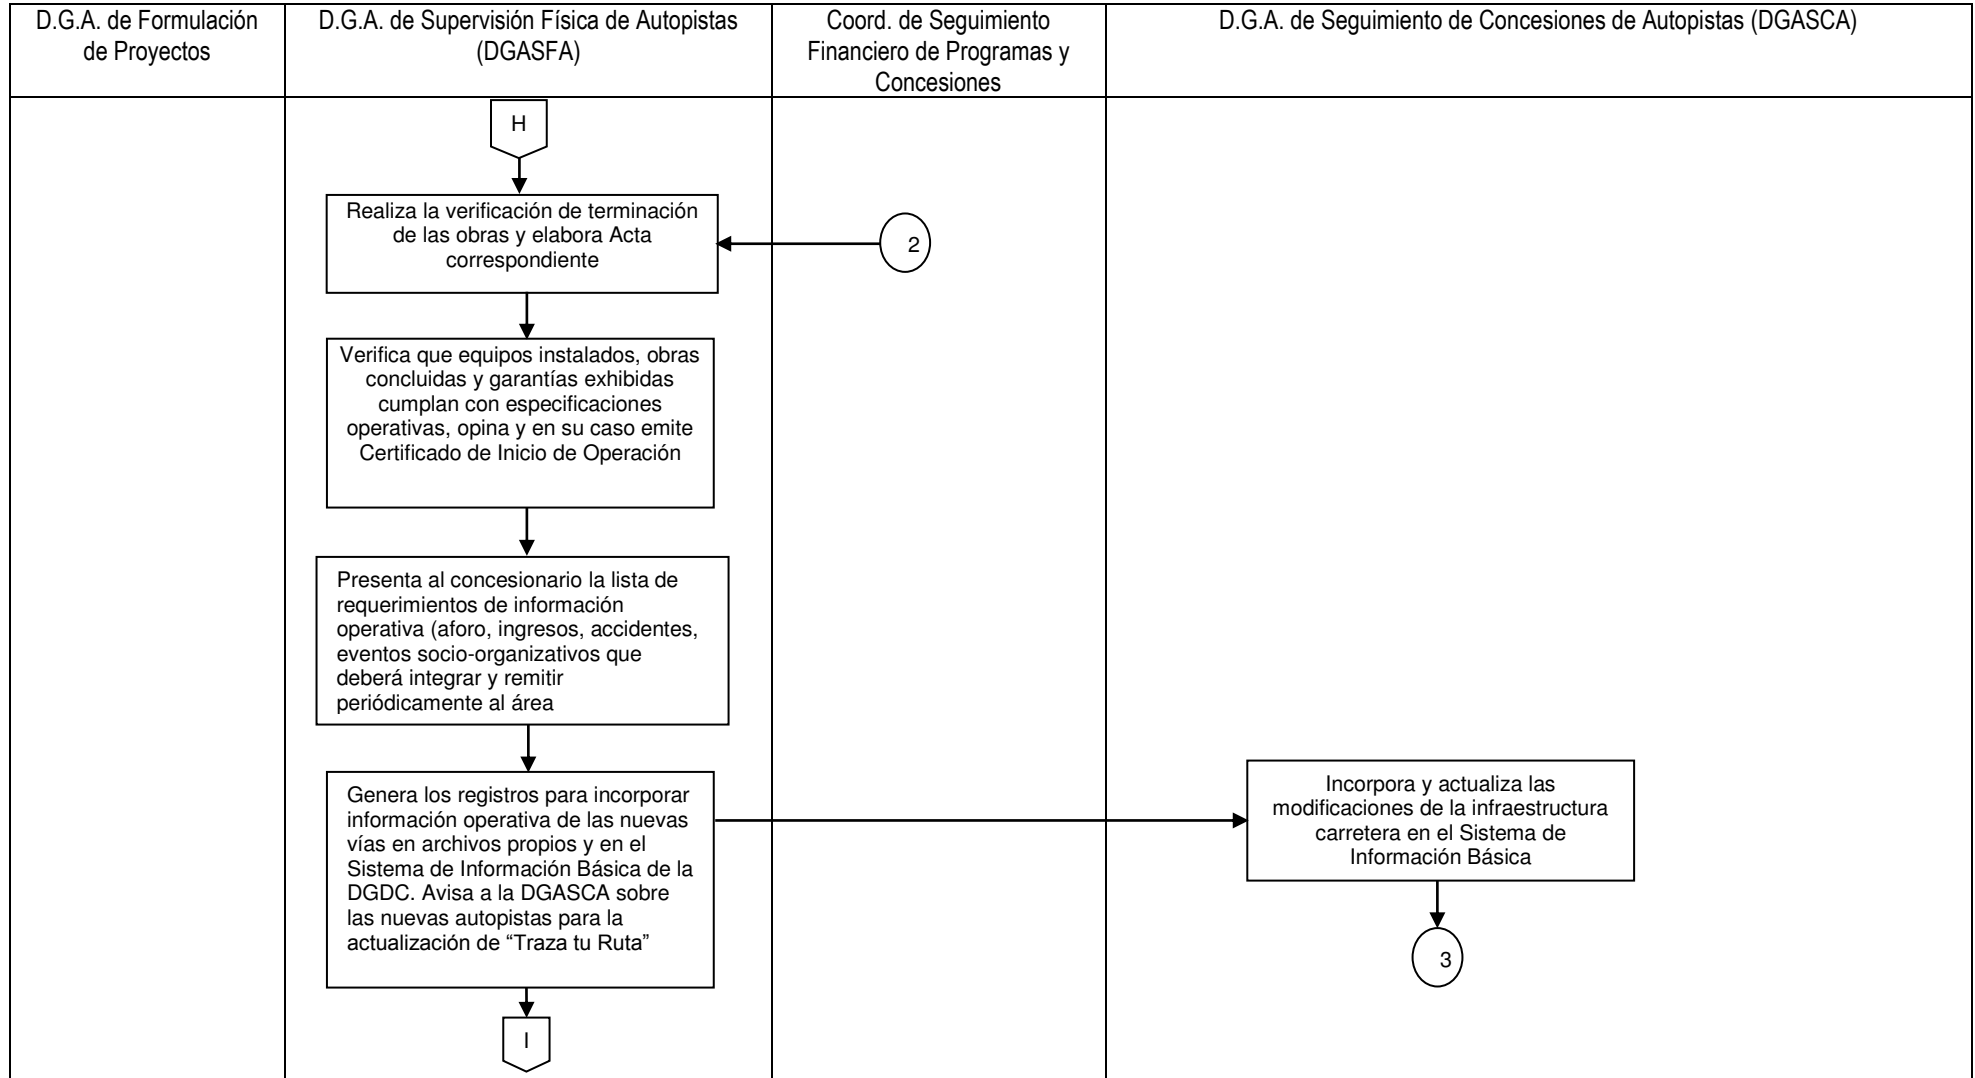 D.G.A. de Formulación
de Proyectos
D.G.A. de Supervisión Física de Autopistas
(DGASFA)
Coord. de Seguimiento
Financiero de Programas y
Concesiones
D.G.A. de Seguimiento de Concesiones de Autopistas (DGASCA)
H
Realiza la verificación de terminación
de las obras y elabora Acta
correspondiente
2
Verifica que equipos instalados, obras
concluidas y garantías exhibidas
cumplan con especificaciones
operativas, opina y en su caso emite
Certificado de Inicio de Operación
Presenta al concesionario la lista de
requerimientos de información
operativa (aforo, ingresos, accidentes,
eventos socio-organizativos que
deberá integrar y remitir
periódicamente al área
Genera los registros para incorporar
información operativa de las nuevas
vías en archivos propios y en el
Sistema de Información Básica de la
DGDC. Avisa a la DGASCA sobre
las nuevas autopistas para la
actualización de “Traza tu Ruta”
Incorpora y actualiza las
modificaciones de la infraestructura
carretera en el Sistema de
Información Básica
3
I